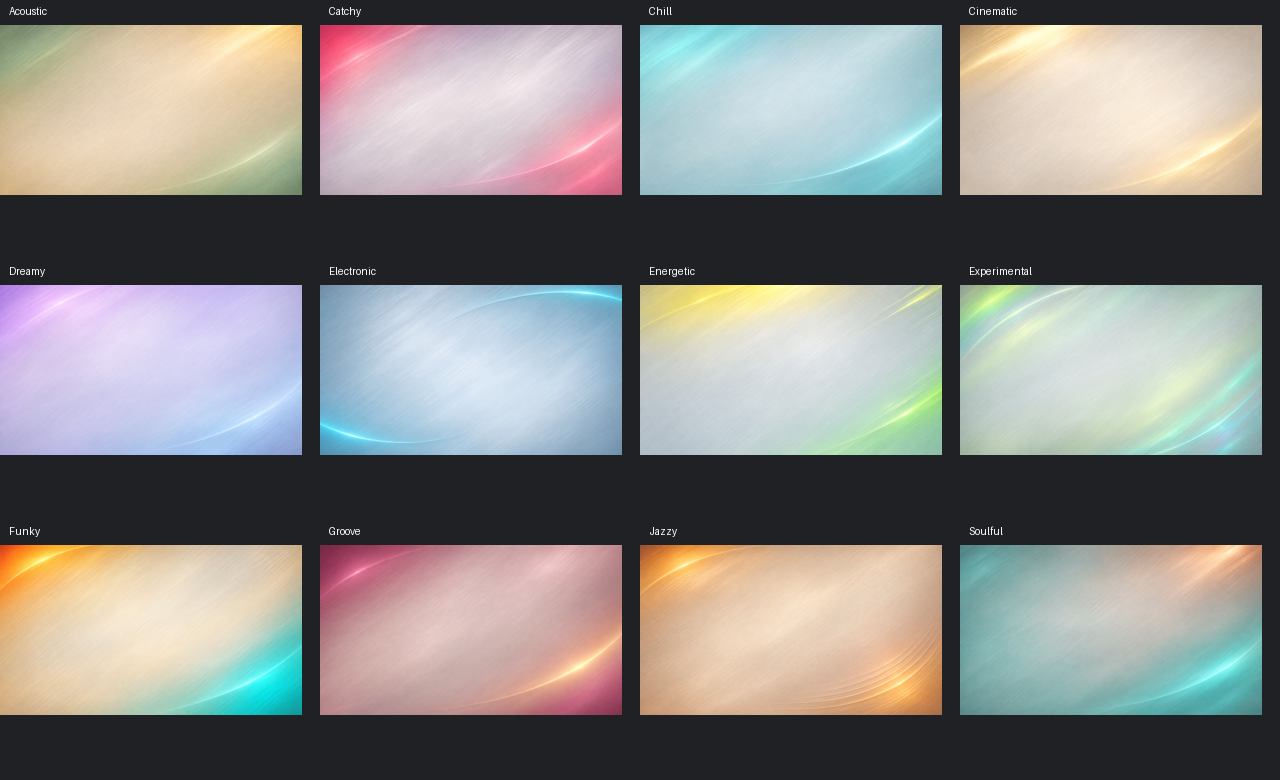 Acoustic
Catchy
Chill
Cinematic
Dreamy
Electronic
Energetic
Experimental
Funky
Groove
Jazzy
Soulful